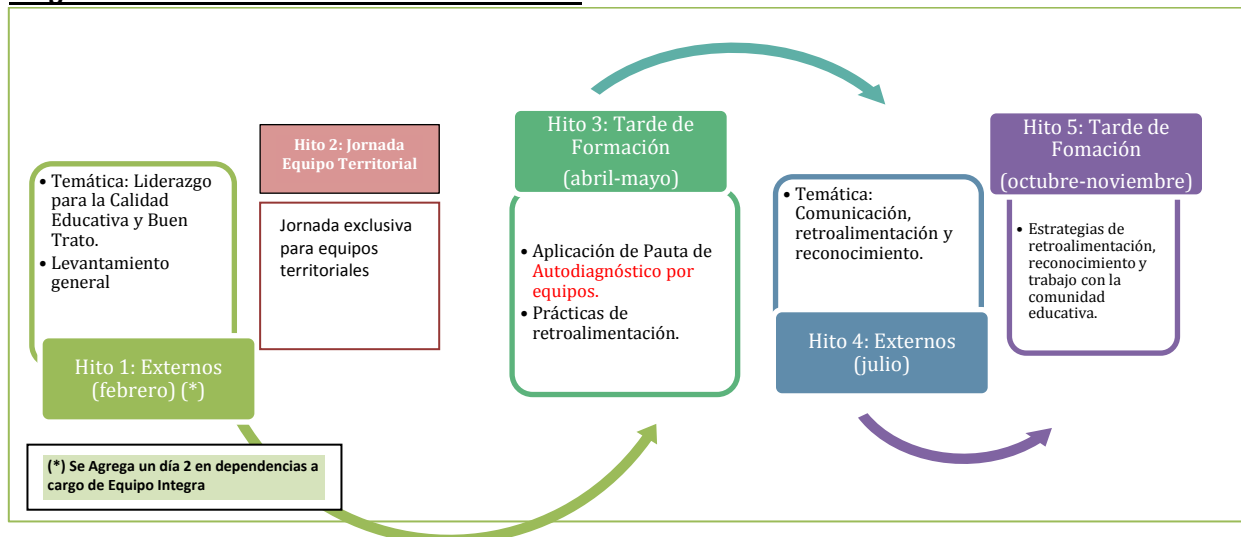 • Temática: Liderazgo
para la Calidad
Educativa y Buen
Trato.
• Levantamiento
general
Hito 1: Externos
(febrero) (*)
(*) Se Agrega un día 2 en dependencias a
cargo de Equipo Integra
Hito 2: Jornada
Equipo Territorial
Jornada exclusiva
para equipos
territoriales
Hito 3: Tarde de
Formación
(abril-mayo)
• Aplicación de Pauta de
Autodiagnóstico por
equipos.
• Prácticas de
retroalimentación.
• Temática:
Comunicación,
retroalimentación y
reconocimiento.
Hito 4: Externos
(julio)
Hito 5: Tarde de
Fomación
(octubre-noviembre)
• Estrategias de
retroalimentación,
reconocimiento y
trabajo con la
comunidad
educativa.